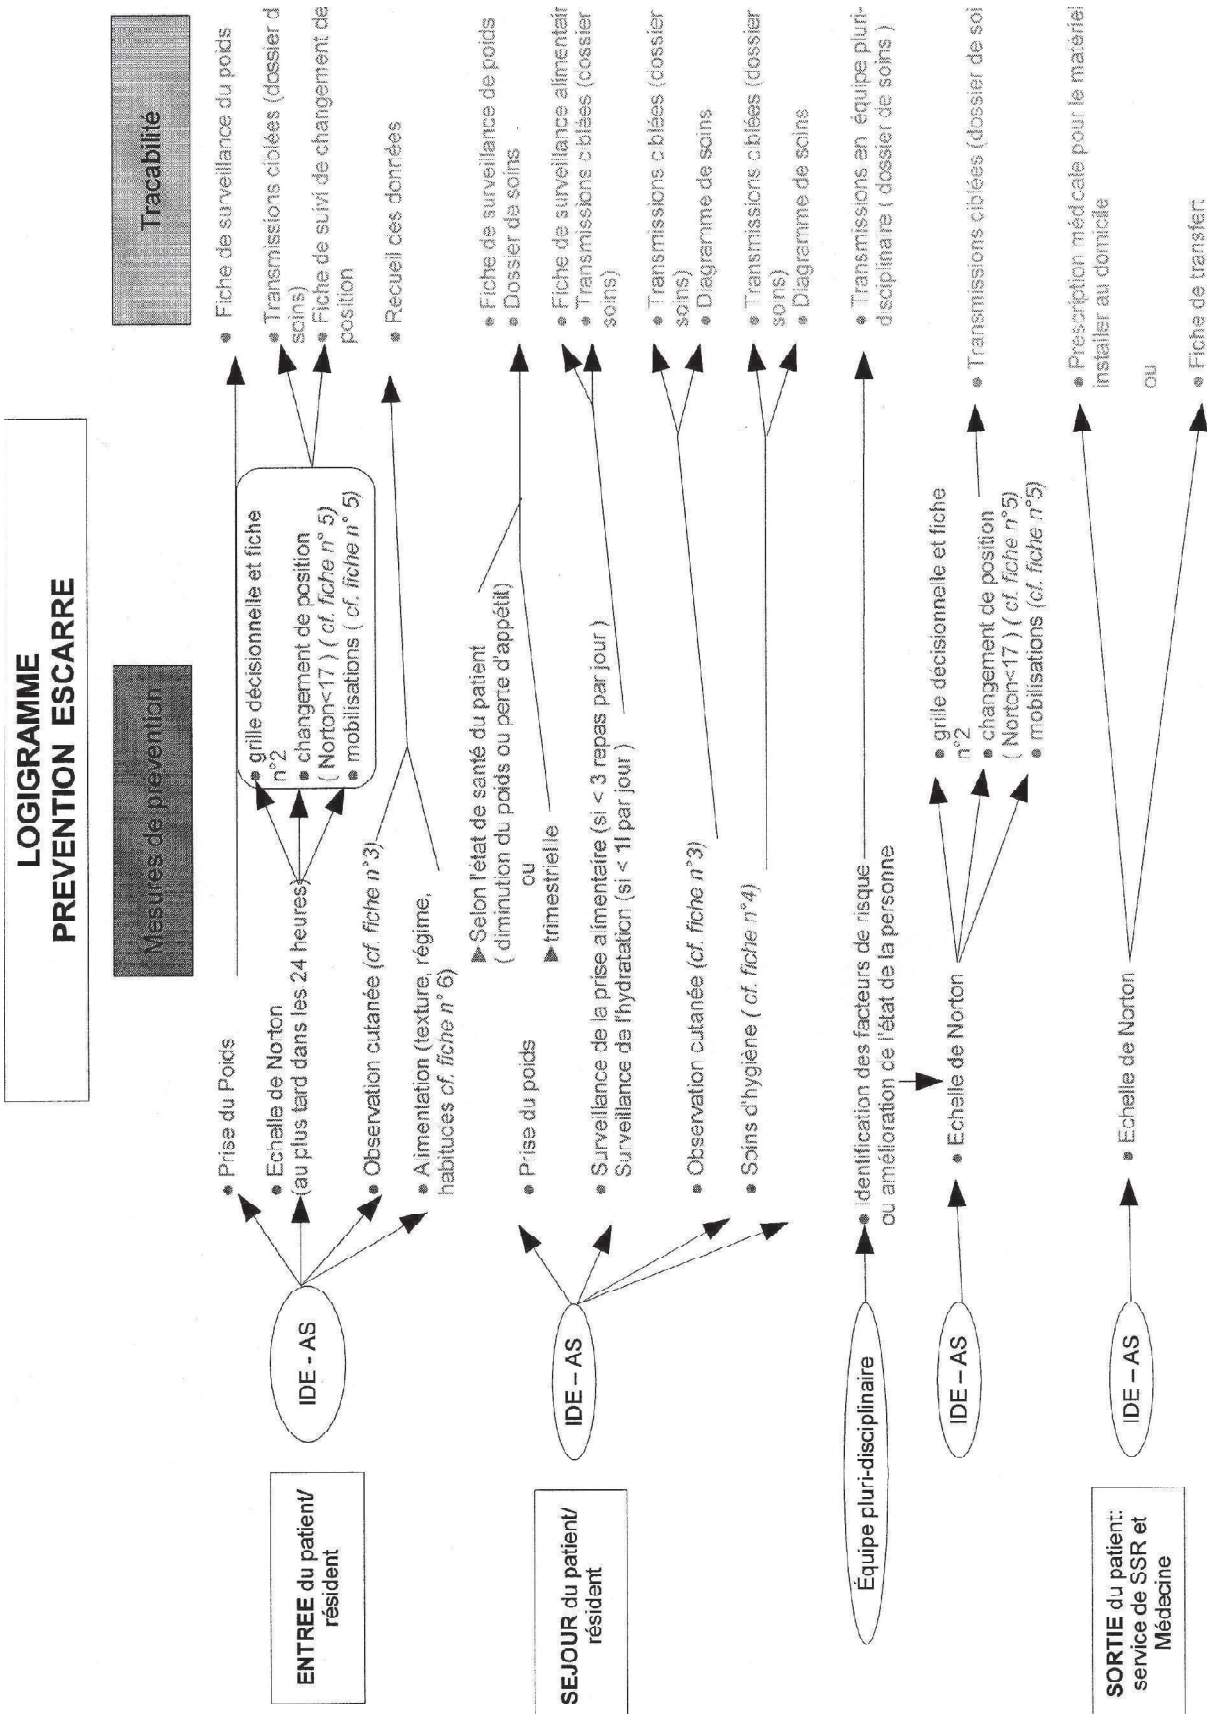 LOGIGRAMME
PREVENTION ESCARRE
Mesures de prévention
Tracabilité
ENTREE du patient/
résident
IDE - AS
● Prise du Poids
● Fiche de surveillance du poids
● Echelle de Norton
(au plus tard dans les 24 heures)
● grille décisionnelle et fiche
n°2
● changement de position
( Norton<17 ) ( cf. fiche n° 5)
● mobilisations ( cf. fiche n° 5)
● Transmissions ciblées (dossier d
soins)
● Fiche de suivi de changement de
position
● Observation cutanée (cf. fiche n°3)
● Alimentation (texture, régime,
habitudes cf. fiche n° 6)
● Recueil des données
SEJOUR du patient/
résident
IDE – AS
● Prise du poids
▶Selon l'état de santé du patient
( diminution du poids ou perte d'appétit)
ou
▶trimestrielle
● Fiche de surveillance de poids
● Dossier de soins
● Surveillance de la prise alimentaire (si < 3 repas par jour )
Surveillance de l'hydratation (si < 1l par jour )
● Fiche de surveillance alimentair
● Transmissions ciblées (dossier
soins)
● Observation cutanée (cf. fiche n°3)
● Transmissions ciblées (dossier
soins)
● Diagramme de soins
● Soins d'hygiène ( cf. fiche n°4)
● Transmissions ciblées (dossier
soins)
● Diagramme de soins
Équipe pluri-disciplinaire
● Identification des facteurs de risque
ou amélioration de l'état de la personne
● Transmissions en équipe pluri-
disciplinaire ( dossier de soins )
IDE – AS
● Echelle de Norton
● grille décisionnelle et fiche
n°2
● changement de position
( Norton<17 ) ( cf. fiche n°5)
● mobilisations (cf. fiche n°5)
● Transmissions ciblées (dossier de soi
SORTIE du patient::
service de SSR et
Médecine
IDE – AS
● Echelle de Norton
● Prescription médicale pour le matériel
installer au domicile
ou
● Fiche de transfert